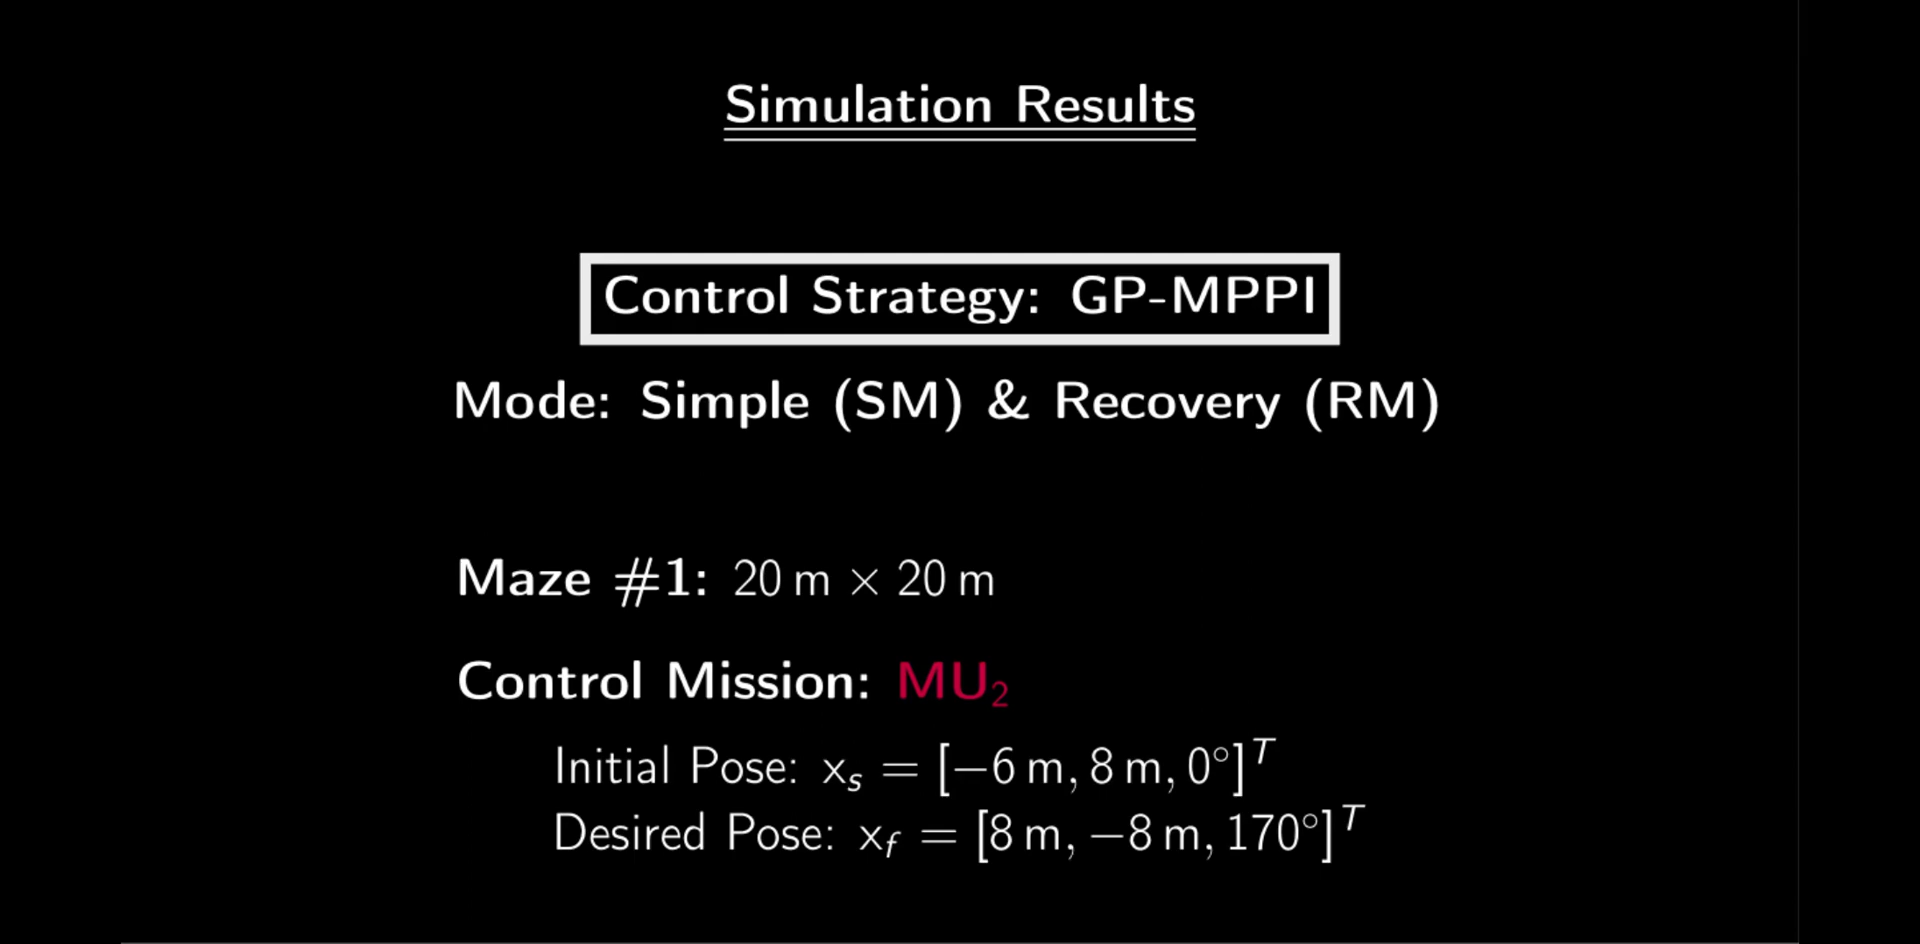 Simulation Results
Control Strategy: GP-MPPI
Mode: Simple (SM) & Recovery (RM)
Maze #1: 20 m × 20 m
Control Mission: MU₂
Initial Pose: xₛ = [−6 m, 8 m, 0°]ᵀ
Desired Pose: x_f = [8 m, −8 m, 170°]ᵀ